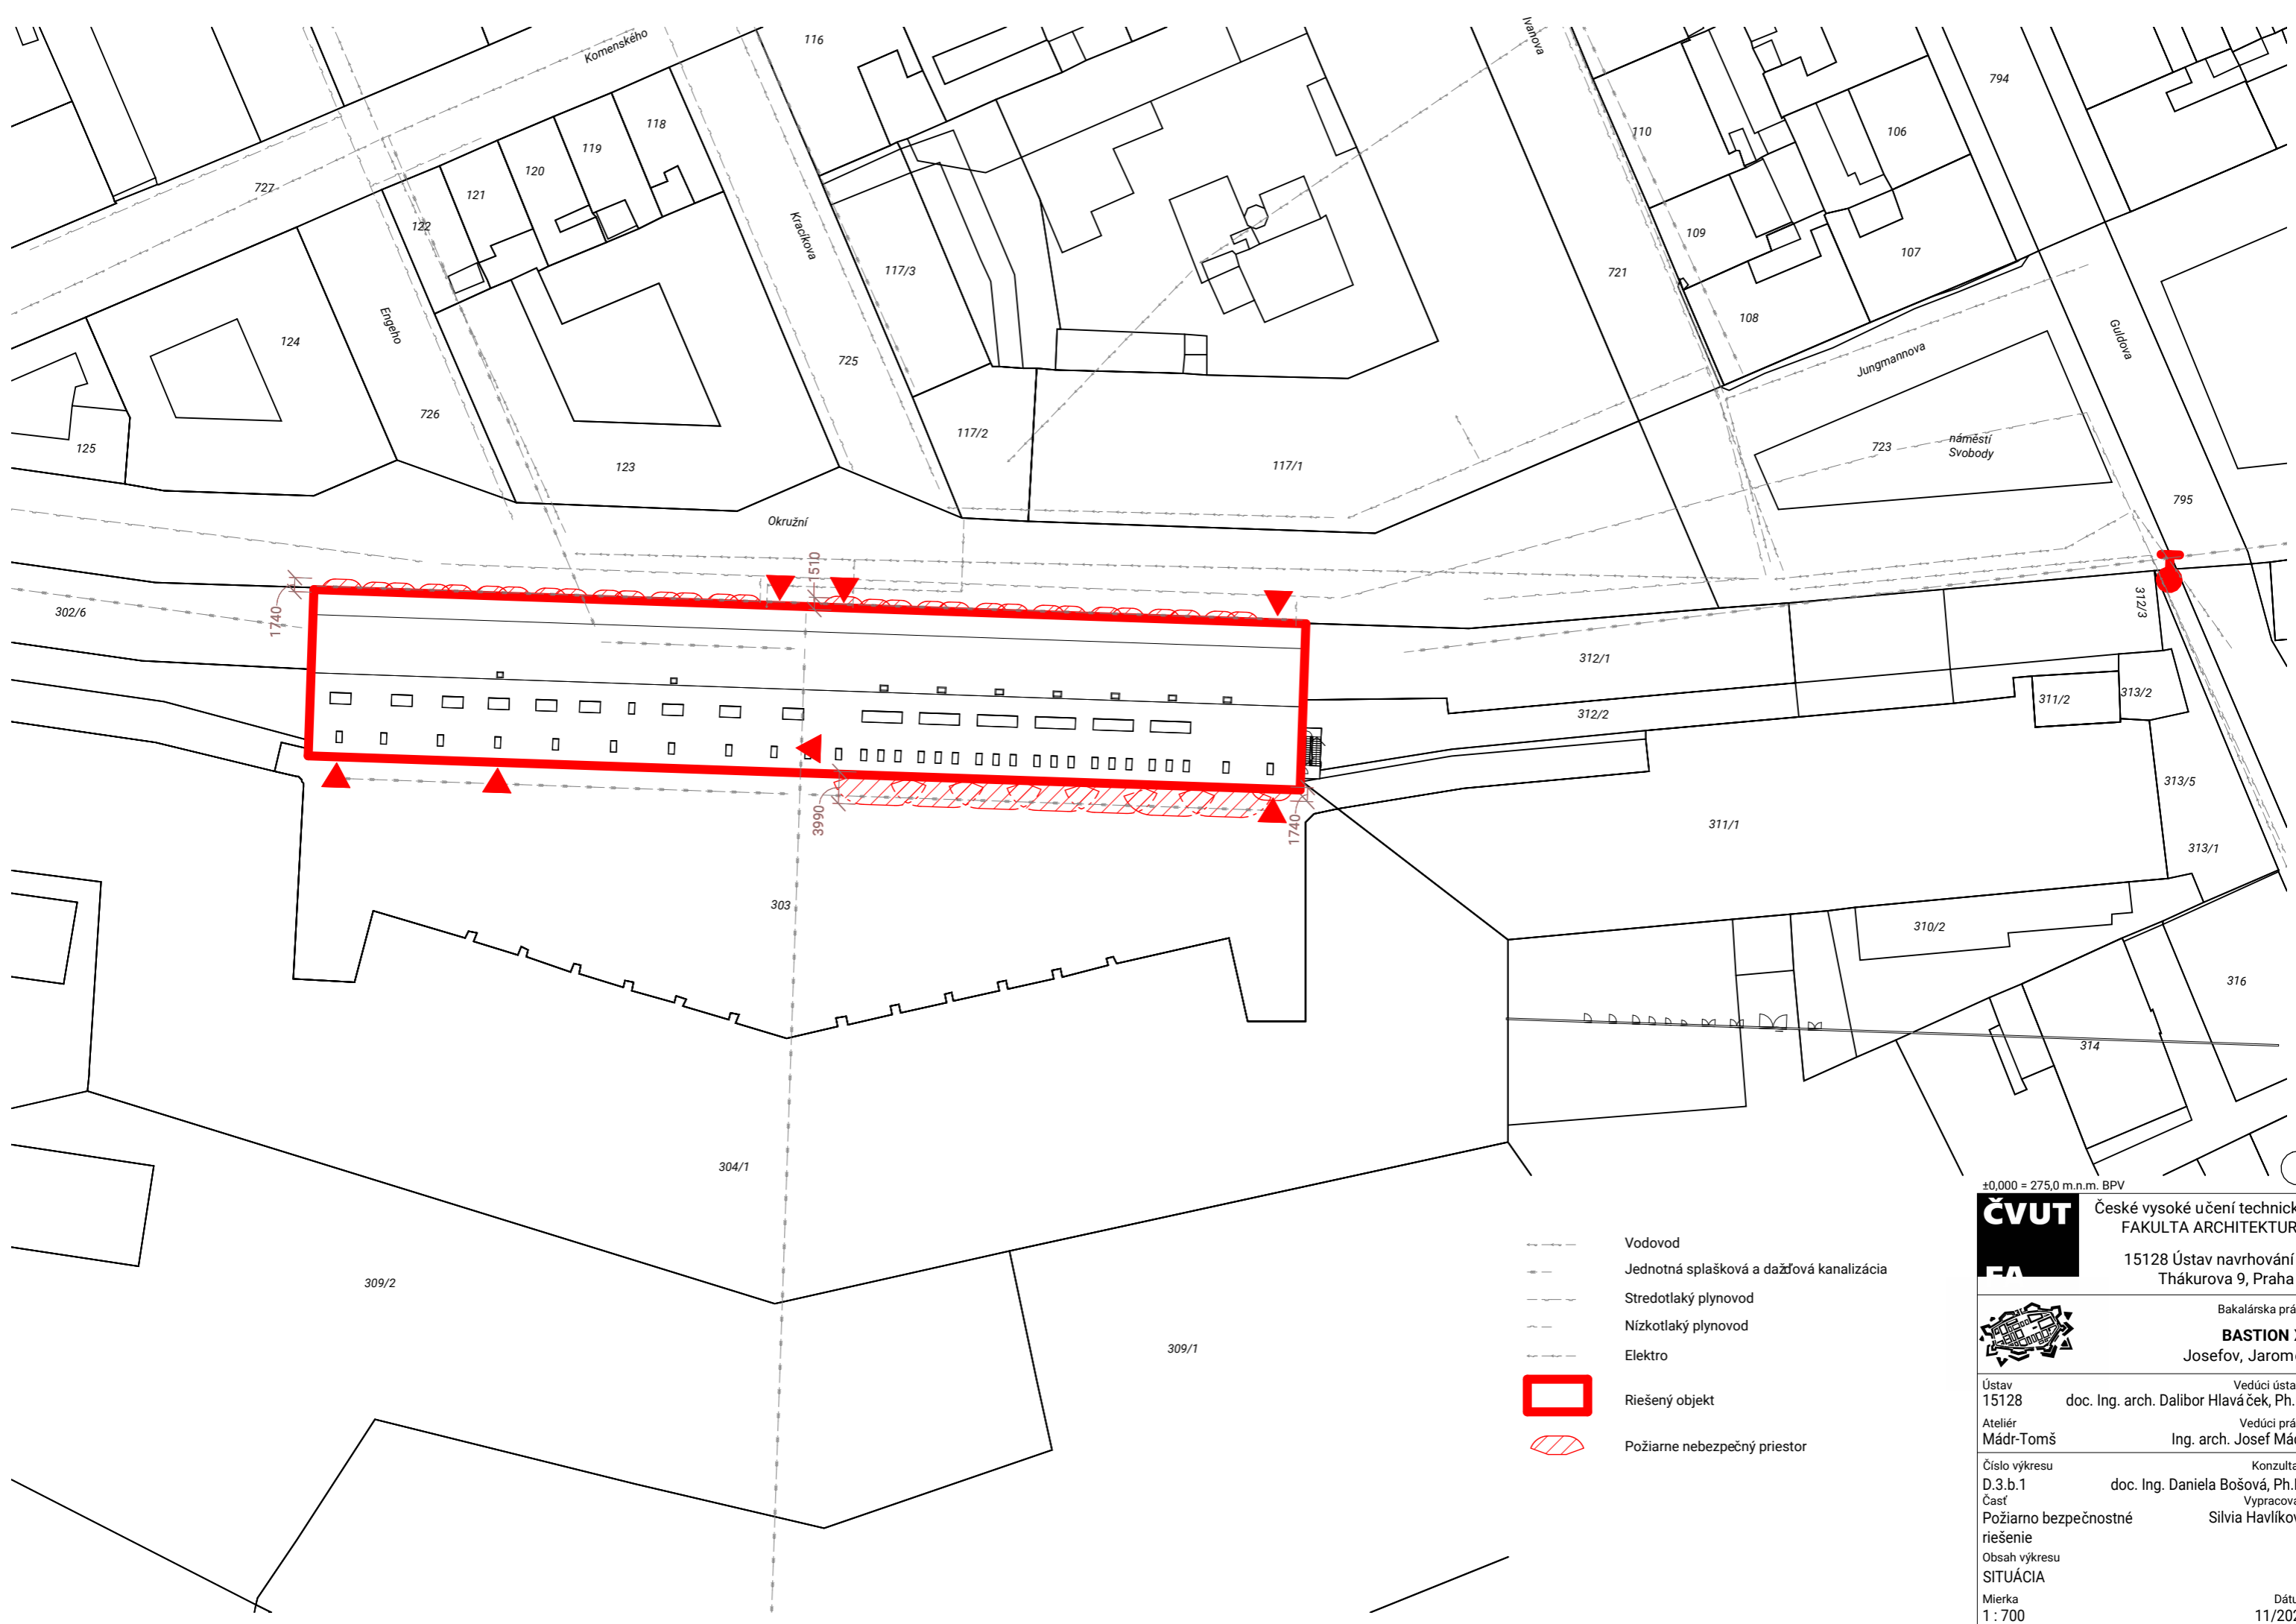 Komenského
116
Ivanova
794
118
119
120
121
122
727
110
106
109
107
108
Kracíkova
117/3
721
Engeho
124
725
Guldova
Jungmannova
726
125
123
117/2
117/1
723
náměstí
Svobody
795
Okružní
1510
1740
302/6
312/3
312/1
312/2
311/2
313/2
313/5
3990
1740
311/1
313/1
303
310/2
316
314
304/1
309/2
309/1
Vodovod
Jednotná splašková a dažďová kanalizácia
Stredotlaký plynovod
Nízkotlaký plynovod
Elektro
Riešený objekt
Požiarne nebezpečný priestor
±0,000 = 275,0 m.n.m. BPV
ČVUT
České vysoké učení technick
FAKULTA ARCHITEKTUR
15128 Ústav navrhování
Thákurova 9, Praha
Bakalárska prá
BASTION
Josefov, Jarom
Ústav
Vedúci ústa
15128
doc. Ing. arch. Dalibor Hlaváček, Ph.
Ateliér
Vedúci prá
Mádr-Tomš
Ing. arch. Josef Mád
Číslo výkresu
Konzulta
D.3.b.1
doc. Ing. Daniela Bošová, Ph.
Časť
Vypracova
Požiarno bezpečnostné
Silvia Havlíkov
riešenie
Obsah výkresu
SITUÁCIA
Mierka
Dátu
1 : 700
11/202